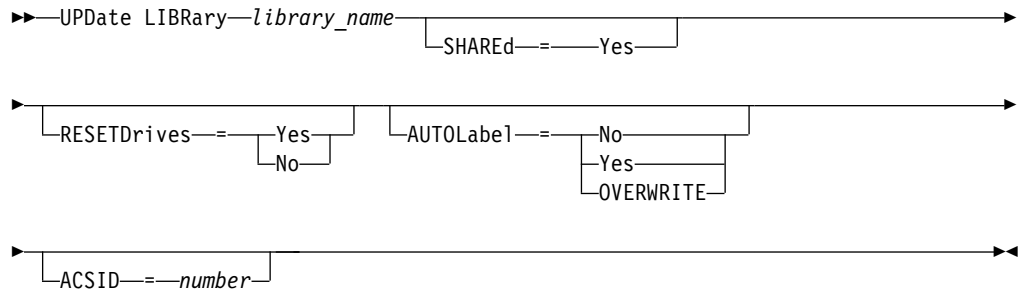 UPDate LIBRary library_name
SHAREd = Yes
RESETDrives = Yes AUTOLabel = No
No Yes
OVERWRITE
ACSID = number